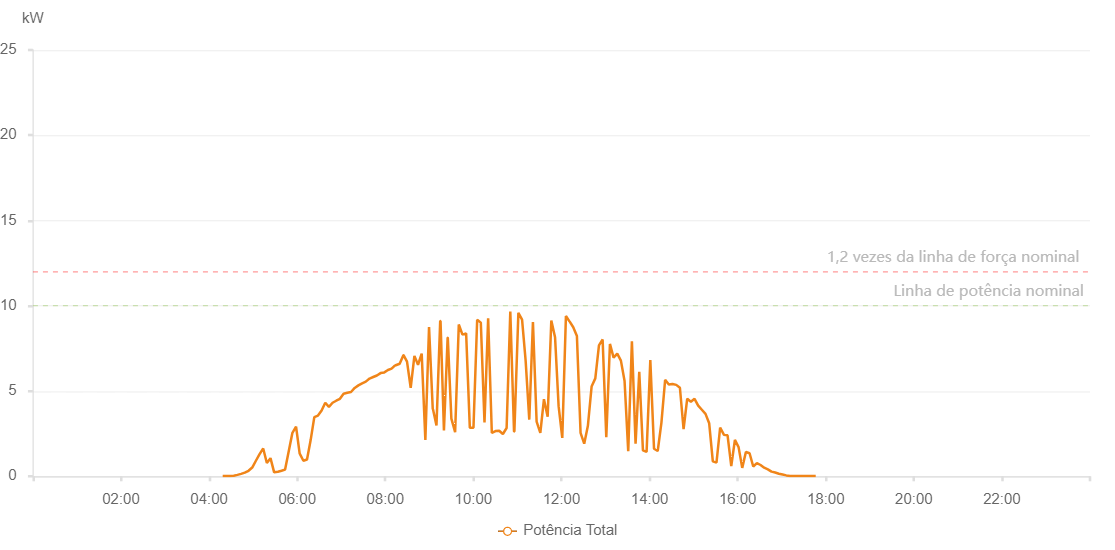 kW
25
20
15
1,2 vezes da linha de força nominal
Linha de potência nominal
10
5
0
02:00 04:00 06:00 08:00 10:00 12:00 14:00 16:00 18:00 20:00 22:00
Potência Total